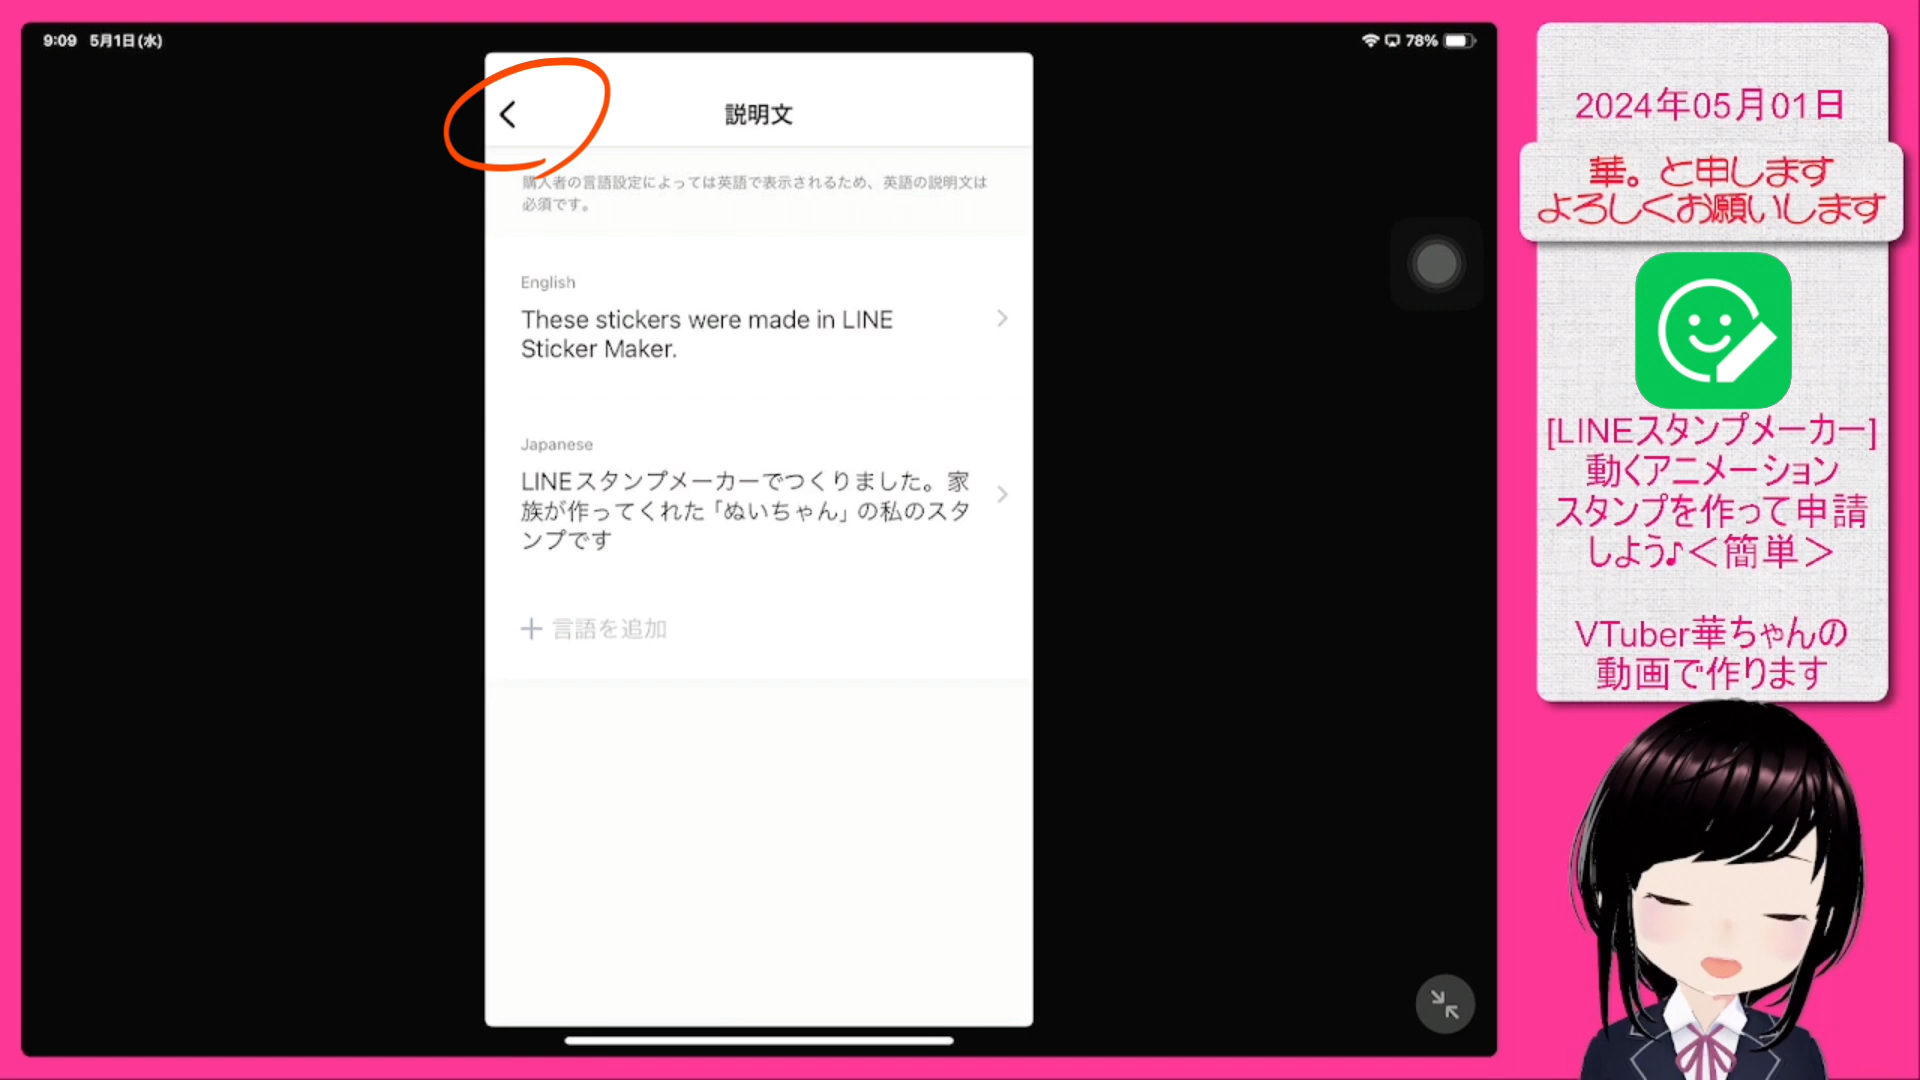 9:09 5月1日(水)
78%
説明文
購入者の言語設定によっては英語で表示されるため、英語の説明文は
必須です。
English
These stickers were made in LINE
Sticker Maker.
Japanese
LINEスタンプメーカーでつくりました。家
族が作ってくれた「ぬいちゃん」の私のスタ
ンプです
＋ 言語を追加
2024年05月01日
華。と申します
よろしくお願いします
[LINEスタンプメーカー]
動くアニメーション
スタンプを作って申請
しよう♪＜簡単＞
VTuber華ちゃんの
動画で作ります